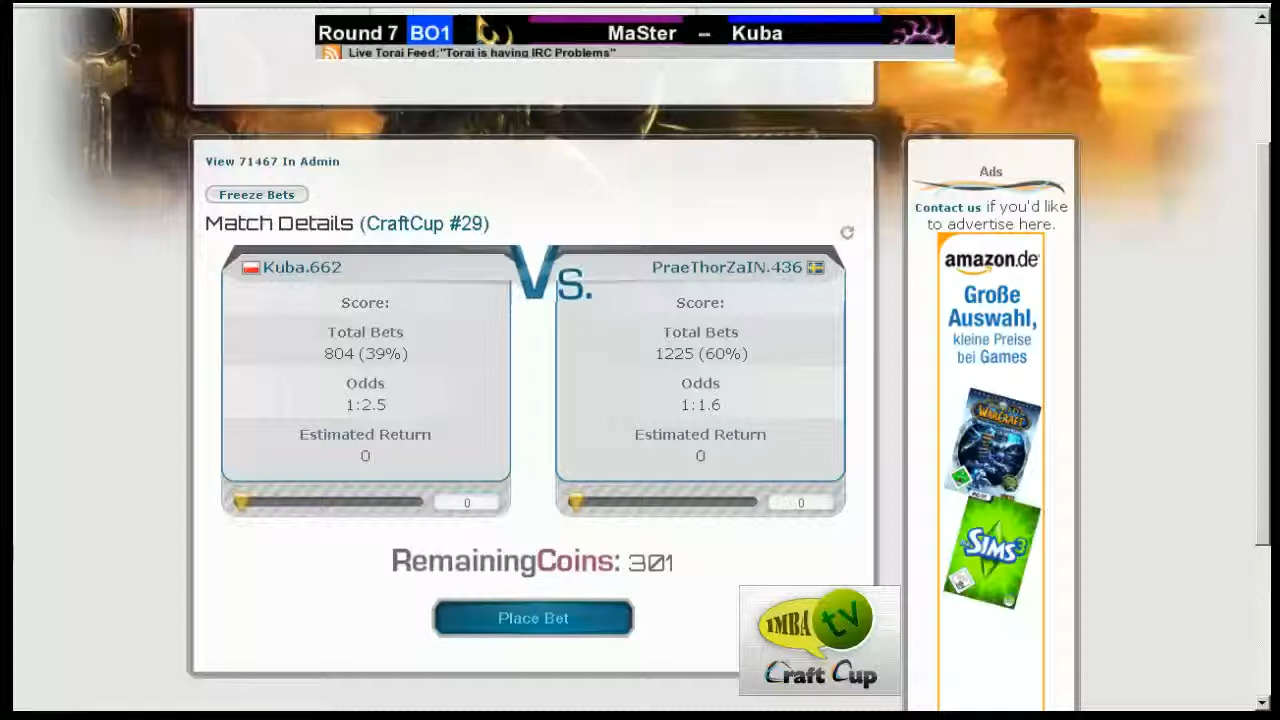 Round 7 BO1 MaSter – Kuba
Live Torai Feed:"Torai is having IRC Problems"
View 71467 In Admin
Freeze Bets
Match Details (CraftCup #29)
Kuba.662
Vs.
PraeThorZaIN.436
Score:
Total Bets
804 (39%)
Odds
1:2.5
Estimated Return
0
0
Score:
Total Bets
1225 (60%)
Odds
1:1.6
Estimated Return
0
0
RemainingCoins: 301
Place Bet
IMBA tv
Craft Cup
Ads
Contact us if you'd like
to advertise here.
amazon.de
Große
Auswahl,
kleine Preise
bei Games
WARCRAFT
SIMS 3